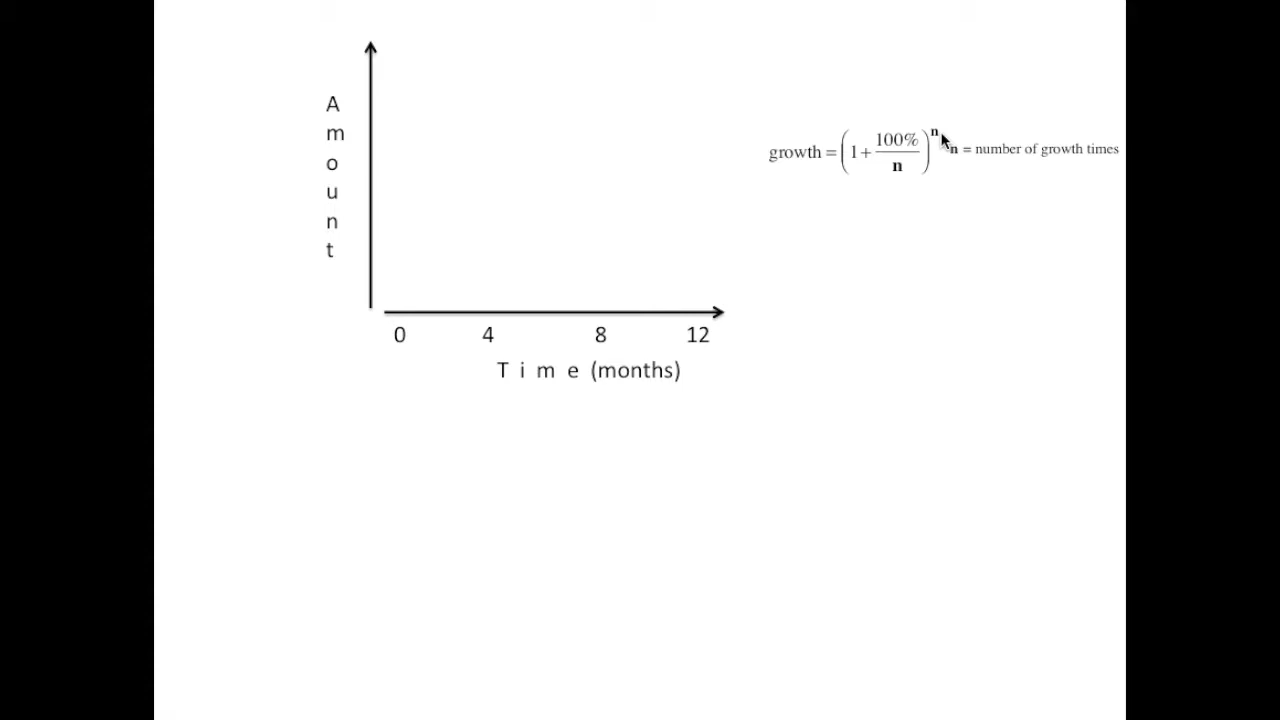 A
m
o
u
n
t
growth = (1 + 100%/n)^n
n = number of growth times
0 4 8 12
T i m e (months)